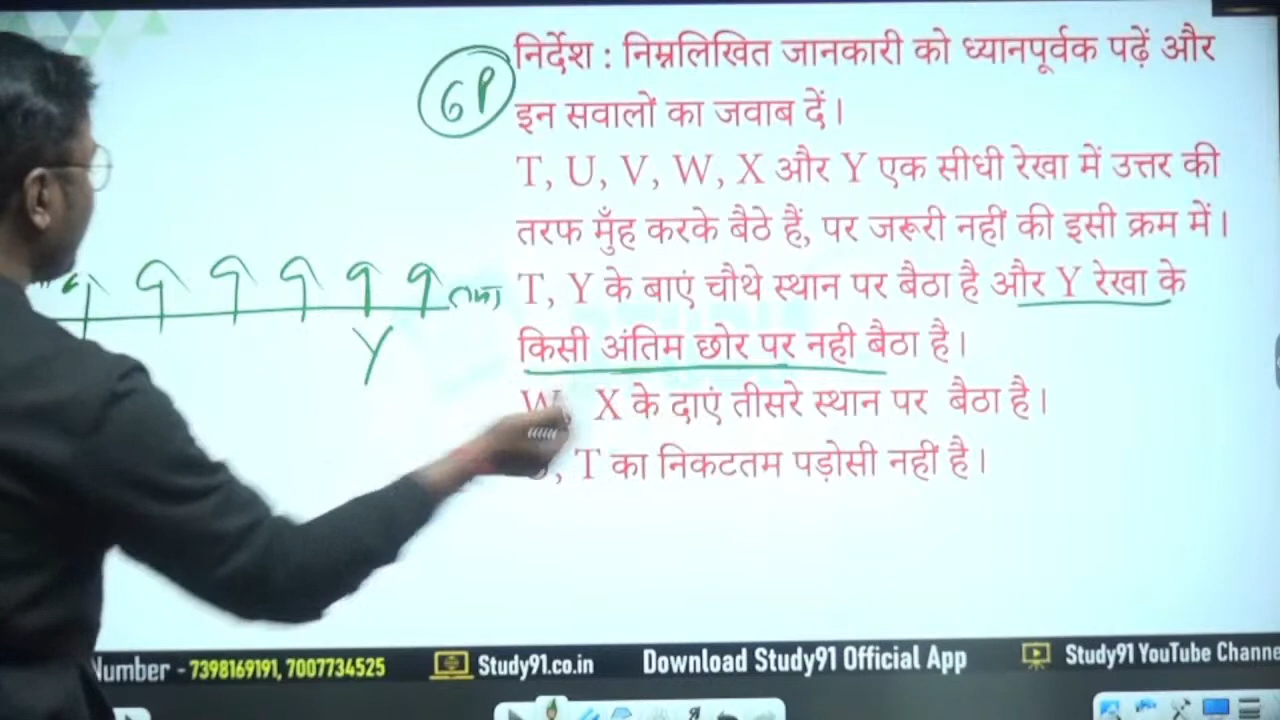 6P
निर्देश : निम्नलिखित जानकारी को ध्यानपूर्वक पढ़ें और
इन सवालों का जवाब दें।
T, U, V, W, X और Y एक सीधी रेखा में उत्तर की
तरफ मुँह करके बैठे हैं, पर जरूरी नहीं की इसी क्रम में।
T, Y के बाएं चौथे स्थान पर बैठा है और Y रेखा के
किसी अंतिम छोर पर नही बैठा है।
W, X के दाएं तीसरे स्थान पर बैठा है।
, T का निकटतम पड़ोसी नहीं है।
Y
Number - 7398169191, 7007734525
Study91.co.in
Download Study91 Official App
Study91 YouTube Channe